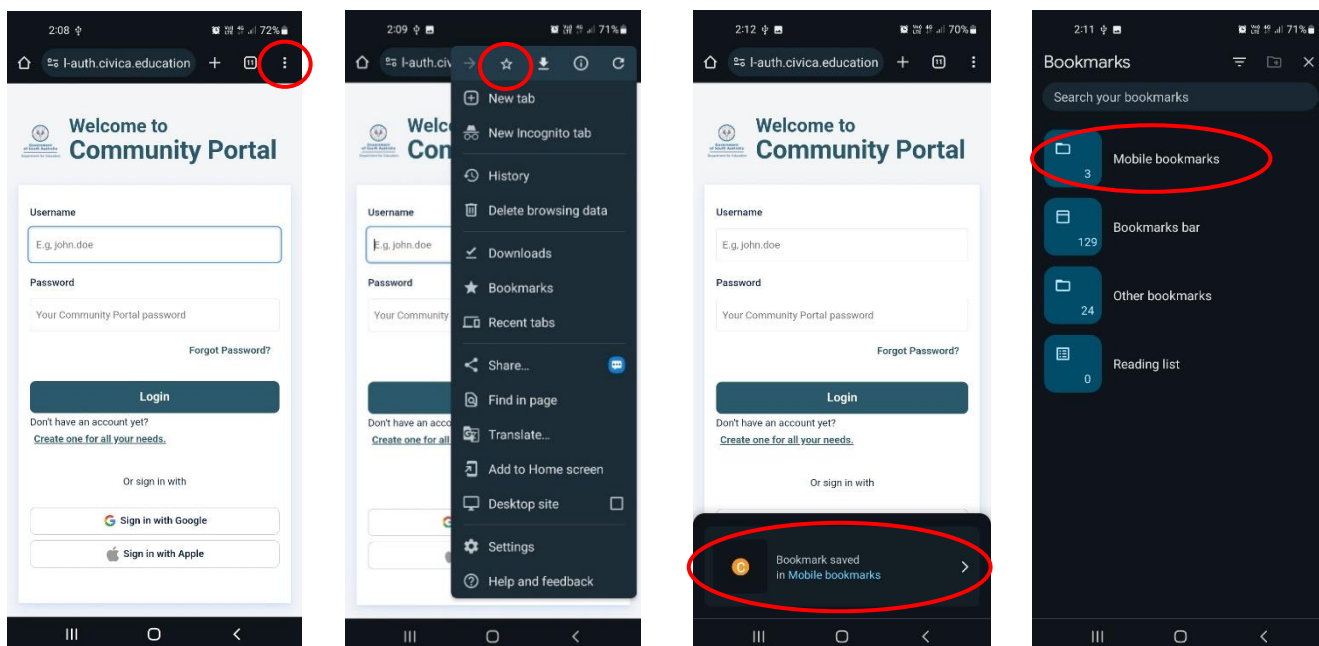 2:08
72%
l-auth.civica.education
11
Welcome to
Community Portal
Username
E.g, john.doe
Password
Your Community Portal password
Forgot Password?
Login
Don't have an account yet?
Create one for all your needs.
Or sign in with
Sign in with Google
Sign in with Apple
2:09
71%
l-auth.civ
Welc
Con
Username
E.g, john.doe
Password
Your Community
Don't have an acco
Create one for all
New tab
New Incognito tab
History
Delete browsing data
Downloads
Bookmarks
Recent tabs
Share...
Find in page
Translate...
Add to Home screen
Desktop site
Settings
Help and feedback
2:12
70%
l-auth.civica.education
11
Welcome to
Community Portal
Username
E.g, john.doe
Password
Your Community Portal password
Forgot Password?
Login
Don't have an account yet?
Create one for all your needs.
Or sign in with
C
Bookmark saved
in Mobile bookmarks
2:11
71%
Bookmarks
Search your bookmarks
3
Mobile bookmarks
129
Bookmarks bar
24
Other bookmarks
0
Reading list